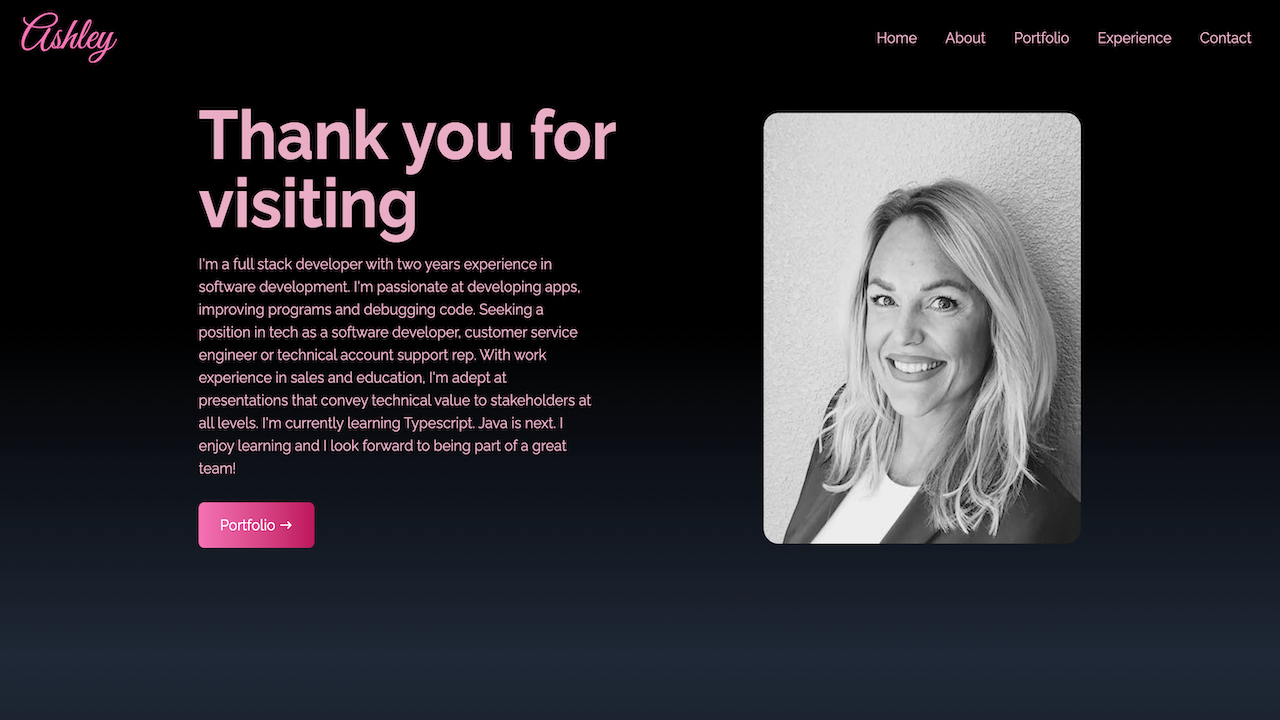 Ashley
Home About Portfolio Experience Contact
Thank you for
visiting
I'm a full stack developer with two years experience in
software development. I'm passionate at developing apps,
improving programs and debugging code. Seeking a
position in tech as a software developer, customer service
engineer or technical account support rep. With work
experience in sales and education, I'm adept at
presentations that convey technical value to stakeholders at
all levels. I'm currently learning Typescript. Java is next. I
enjoy learning and I look forward to being part of a great
team!
Portfolio →